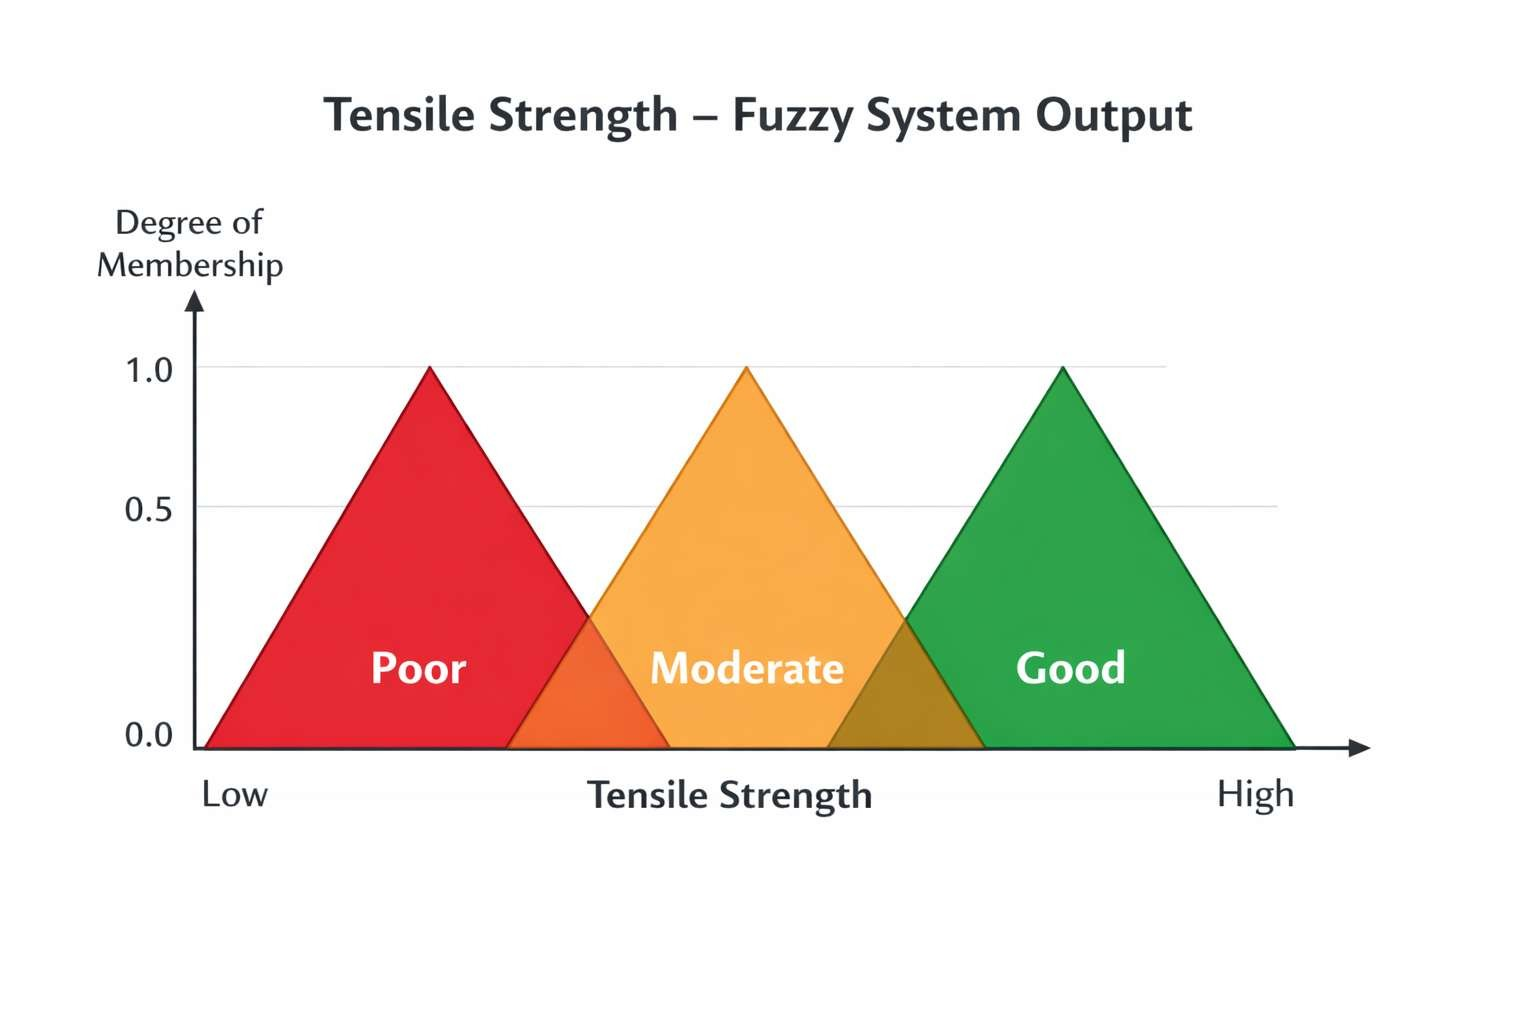 Tensile Strength – Fuzzy System Output
Degree of
Membership
1.0
0.5
0.0
Poor
Moderate
Good
Low
Tensile Strength
High